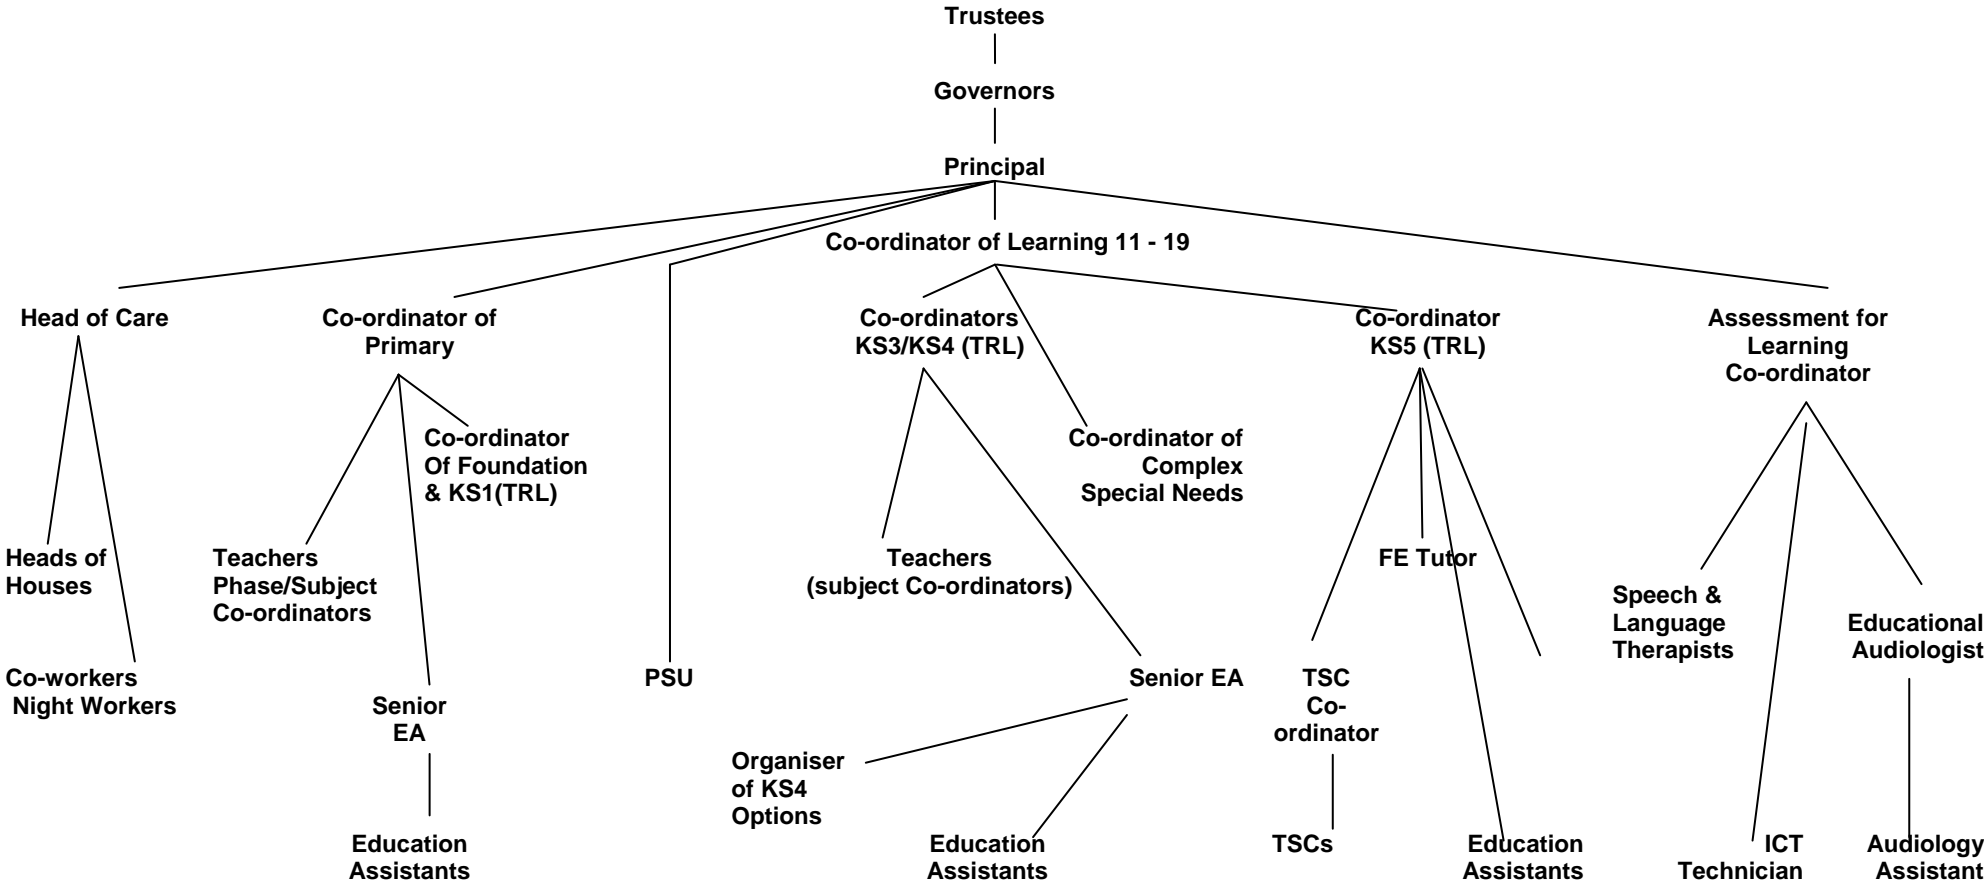 Trustees
Governors
Principal
Co-ordinator of Learning 11 - 19
Head of Care
Co-ordinator of
Primary
Co-ordinators
KS3/KS4 (TRL)
Co-ordinator
KS5 (TRL)
Assessment for
Learning
Co-ordinator
Co-ordinator
Of Foundation
& KS1(TRL)
Co-ordinator of
Complex
Special Needs
Heads of
Houses
Teachers
Phase/Subject
Co-ordinators
Teachers
(subject Co-ordinators)
FE Tutor
Speech &
Language
Therapists
Educational
Audiologist
Co-workers
Night Workers
Senior
EA
PSU
Senior EA
TSC
Co-
ordinator
Organiser
of KS4
Options
Education
Assistants
Education
Assistants
TSCs
Education
Assistants
ICT
Technician
Audiology
Assistant